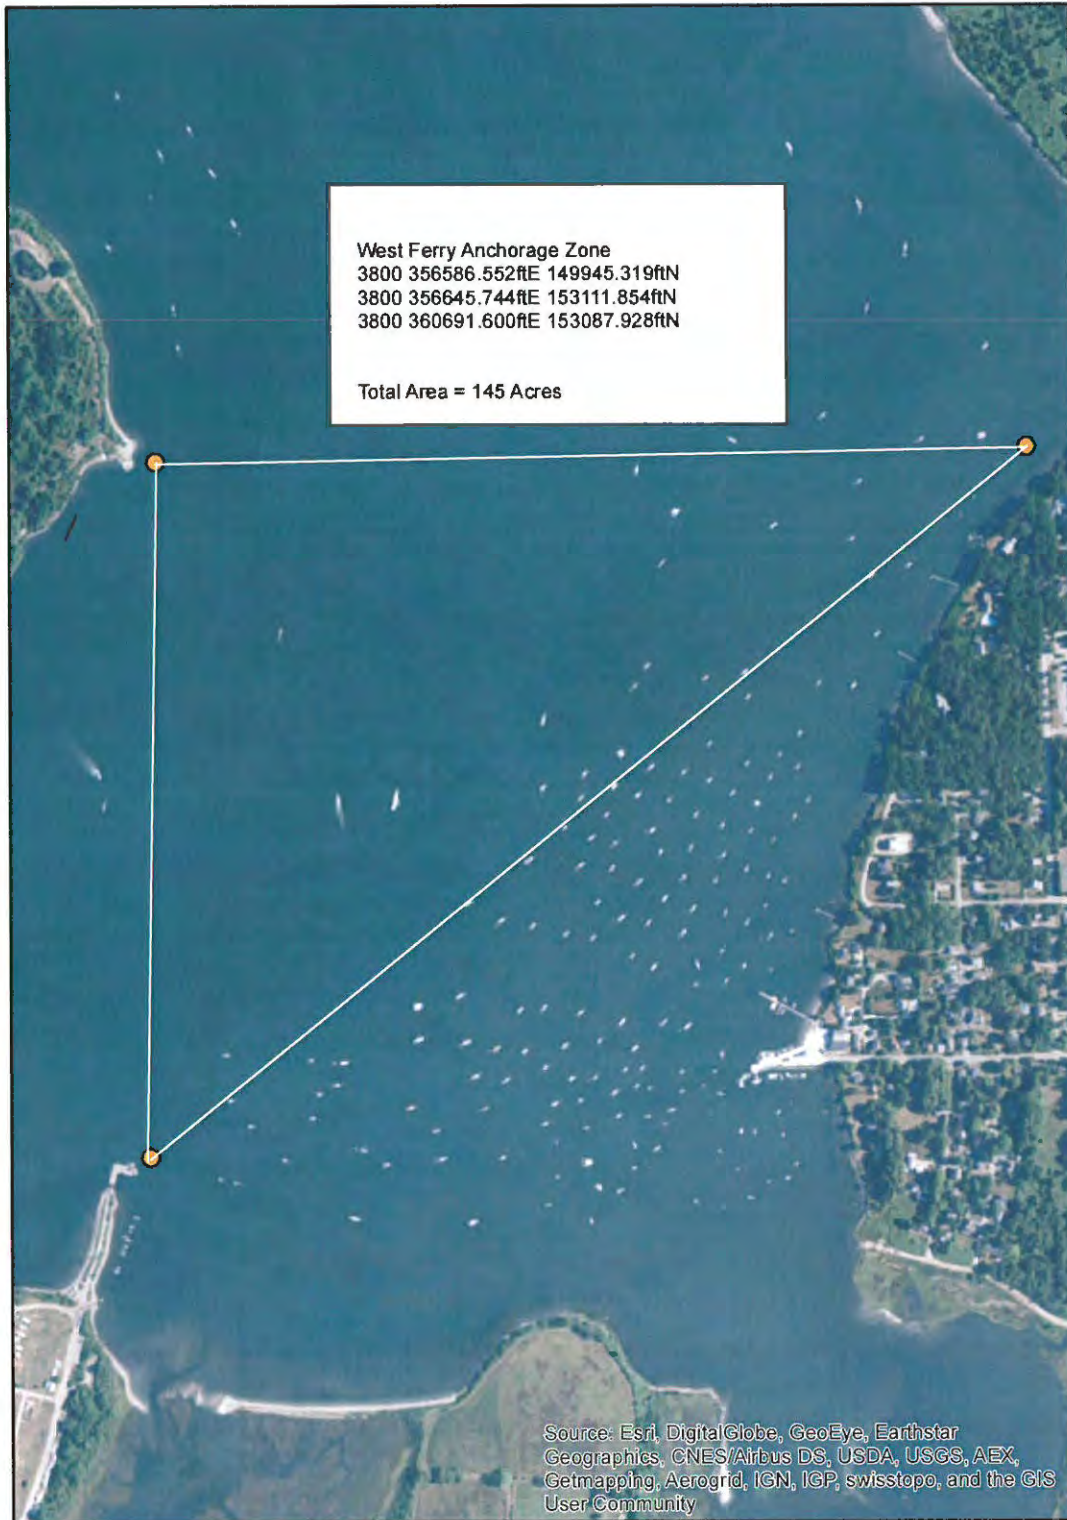 West Ferry Anchorage Zone
3800 356586.552ftE 149945.319ftN
3800 356645.744ftE 153111.854ftN
3800 360691.600ftE 153087.928ftN
Total Area = 145 Acres
Source: Esri, DigitalGlobe, GeoEye, Earthstar
Geographics, CNES/Airbus DS, USDA, USGS, AEX,
Getmapping, Aerogrid, IGN, IGP, swisstopo, and the GIS
User Community